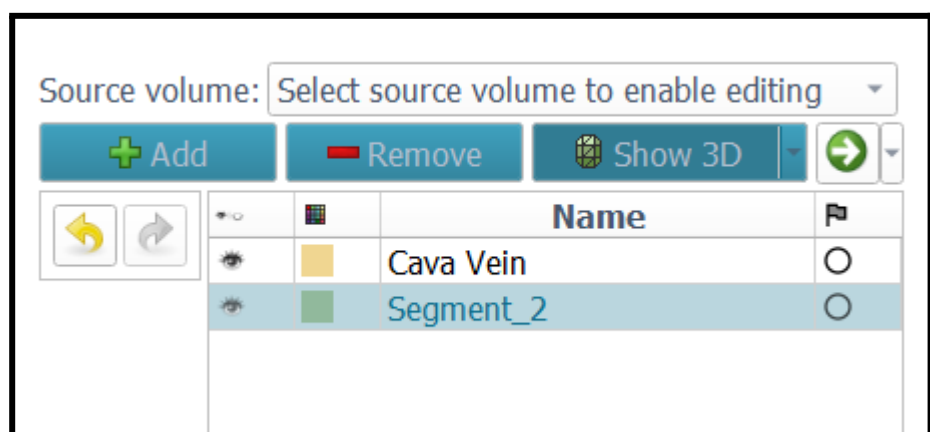 Source volume: Select source volume to enable editing
Add Remove Show 3D
Name
Cava Vein
Segment_2